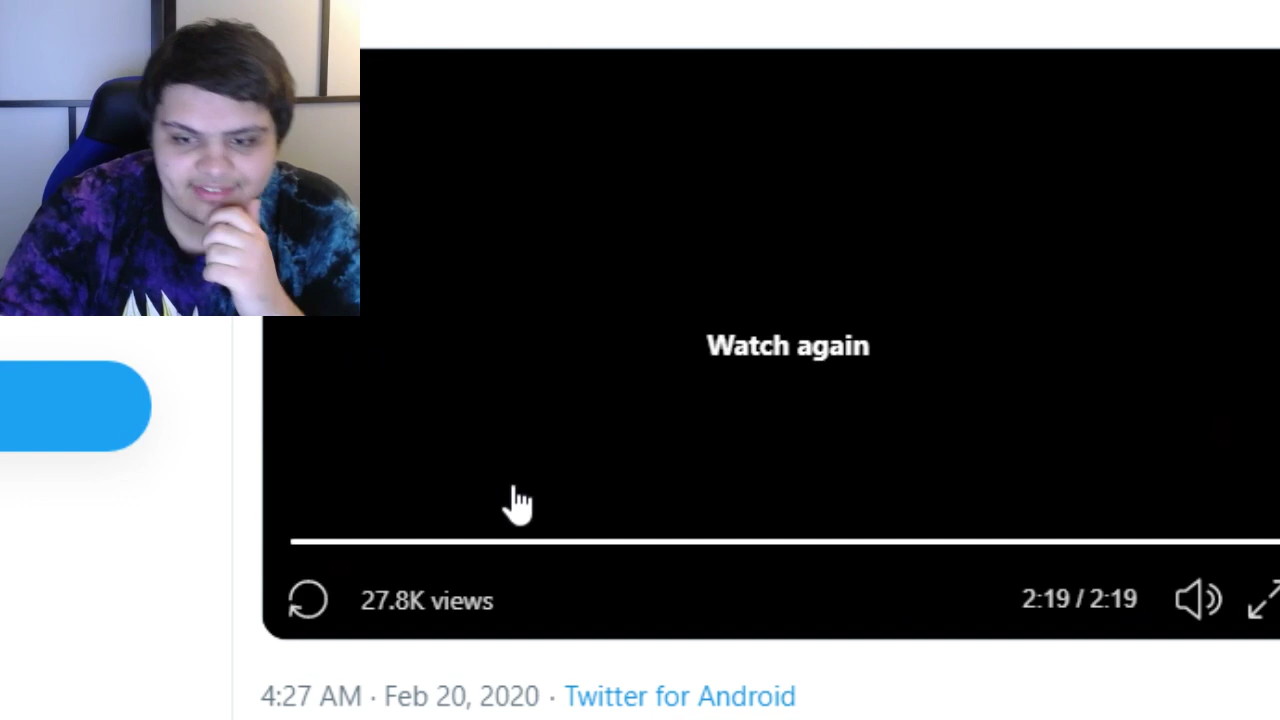 Watch again
27.8K views
2:19 / 2:19
4:27 AM · Feb 20, 2020 · Twitter for Android